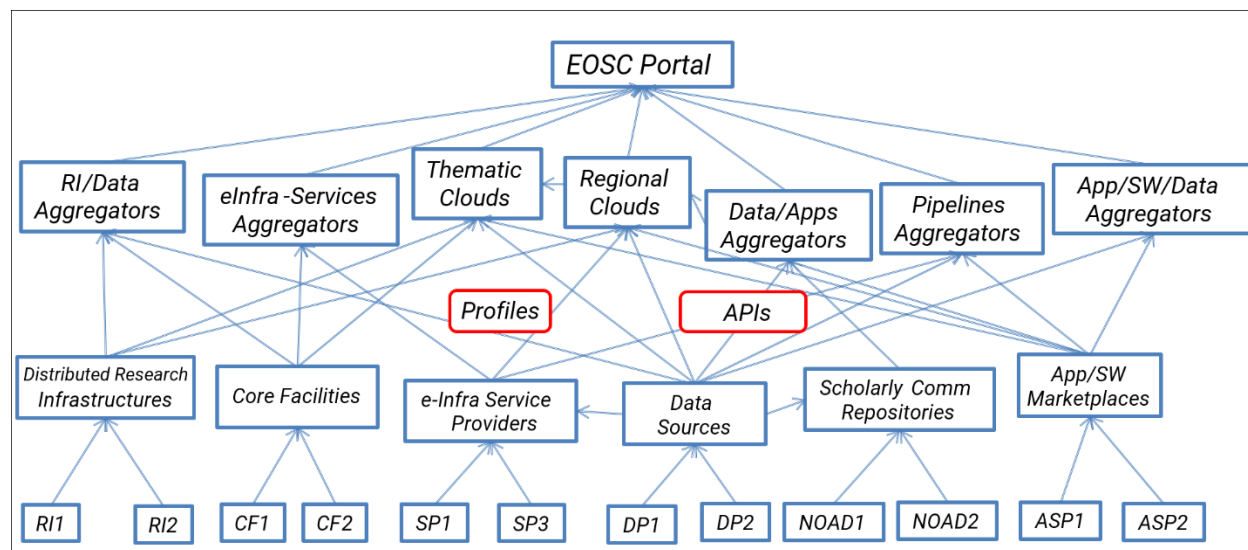 EOSC Portal
RI/Data
Aggregators
eInfra-Services
Aggregators
Thematic
Clouds
Regional
Clouds
Data/Apps
Aggregators
Pipelines
Aggregators
App/SW/Data
Aggregators
Profiles
APIs
Distributed Research
Infrastructures
Core Facilities
e-Infra Service
Providers
Data
Sources
Scholarly Comm
Repositories
App/SW
Marketplaces
RI1
RI2
CF1
CF2
SP1
SP3
DP1
DP2
NOAD1
NOAD2
ASP1
ASP2